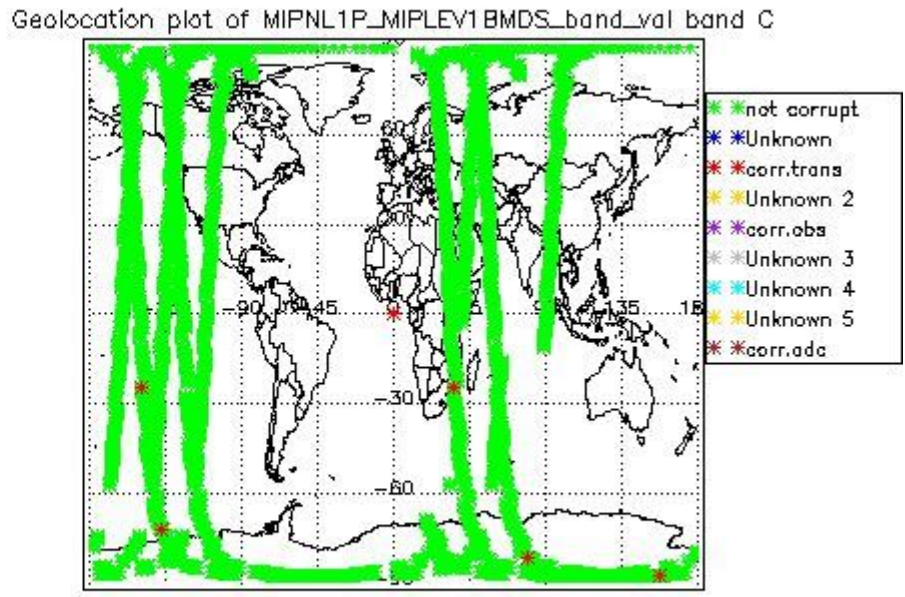 Geolocation plot of MIPNL1P_MIPLEV1BMDS_band_val band C
not corrupt
Unknown
corr.trans
Unknown 2
corr.obs
Unknown 3
Unknown 4
Unknown 5
corr.adc
-90
-45
135
-30
-60